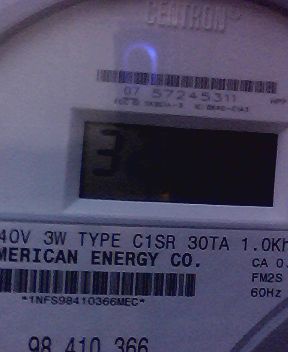 CENTRON®
07 57245311
3
40V 3W TYPE C1SR 30TA 1.0Kh
MERICAN ENERGY CO.
CA 0.
FM2S
60Hz
*1NFS98410366MEC*
98 410 366